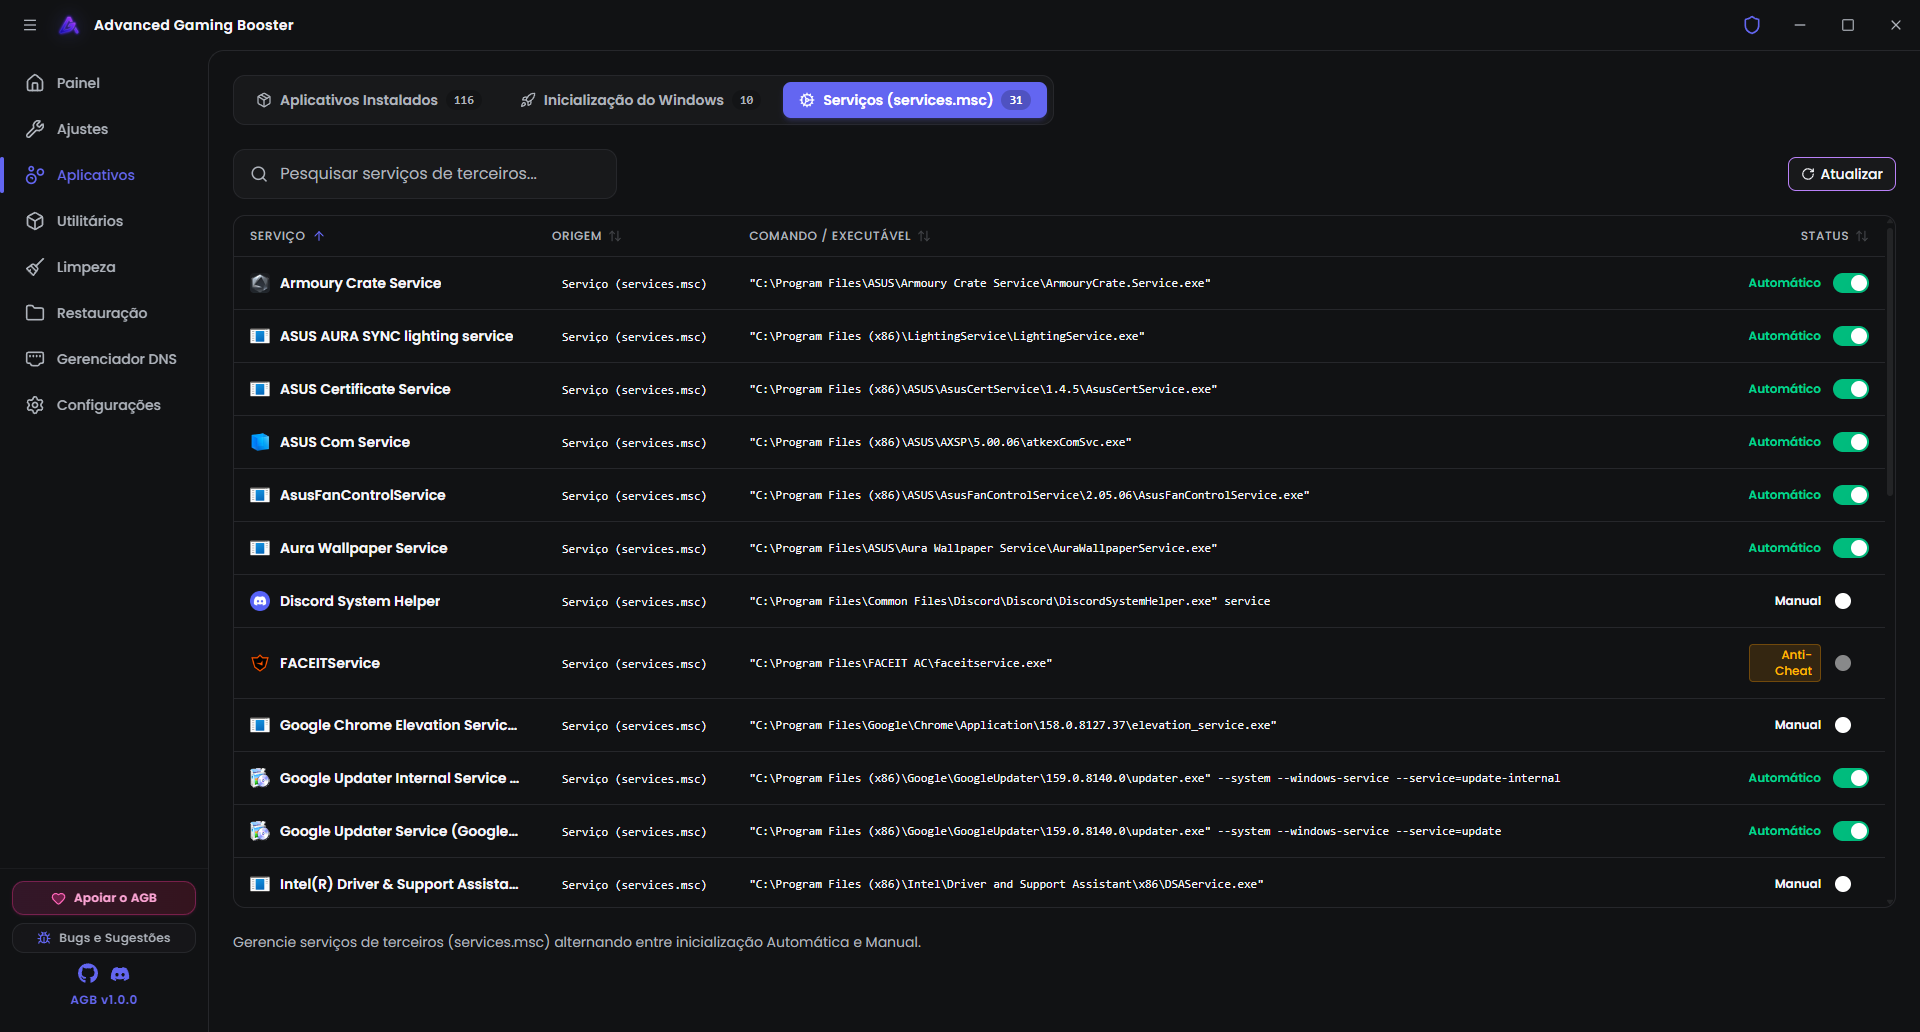 Advanced Gaming Booster
Painel
Ajustes
Aplicativos
Utilitários
Limpeza
Restauração
Gerenciador DNS
Configurações
Apoiar o AGB
Bugs e Sugestões
AGB v1.0.0
Aplicativos Instalados 116
Inicialização do Windows 10
Serviços (services.msc) 31
Pesquisar serviços de terceiros...
Atualizar
SERVIÇO ORIGEM COMANDO / EXECUTÁVEL STATUS
Armoury Crate Service Serviço (services.msc) "C:\Program Files\ASUS\Armoury Crate Service\ArmouryCrate.Service.exe" Automático
ASUS AURA SYNC lighting service Serviço (services.msc) "C:\Program Files (x86)\LightingService\LightingService.exe" Automático
ASUS Certificate Service Serviço (services.msc) "C:\Program Files (x86)\ASUS\AsusCertService\1.4.5\AsusCertService.exe" Automático
ASUS Com Service Serviço (services.msc) "C:\Program Files (x86)\ASUS\AXSP\5.00.06\atkexComSvc.exe" Automático
AsusFanControlService Serviço (services.msc) "C:\Program Files (x86)\ASUS\AsusFanControlService\2.05.06\AsusFanControlService.exe" Automático
Aura Wallpaper Service Serviço (services.msc) "C:\Program Files\ASUS\Aura Wallpaper Service\AuraWallpaperService.exe" Automático
Discord System Helper Serviço (services.msc) "C:\Program Files\Common Files\Discord\Discord\DiscordSystemHelper.exe" service Manual
FACEITService Serviço (services.msc) "C:\Program Files\FACEIT AC\faceitservice.exe" Anti-
Cheat
Google Chrome Elevation Servic... Serviço (services.msc) "C:\Program Files\Google\Chrome\Application\158.0.8127.37\elevation_service.exe" Manual
Google Updater Internal Service ... Serviço (services.msc) "C:\Program Files (x86)\Google\GoogleUpdater\159.0.8140.0\updater.exe" --system --windows-service --service=update-internal Automático
Google Updater Service (Google... Serviço (services.msc) "C:\Program Files (x86)\Google\GoogleUpdater\159.0.8140.0\updater.exe" --system --windows-service --service=update Automático
Intel(R) Driver & Support Assista... Serviço (services.msc) "C:\Program Files (x86)\Intel\Driver and Support Assistant\x86\DSAService.exe" Manual
Gerencie serviços de terceiros (services.msc) alternando entre inicialização Automática e Manual.